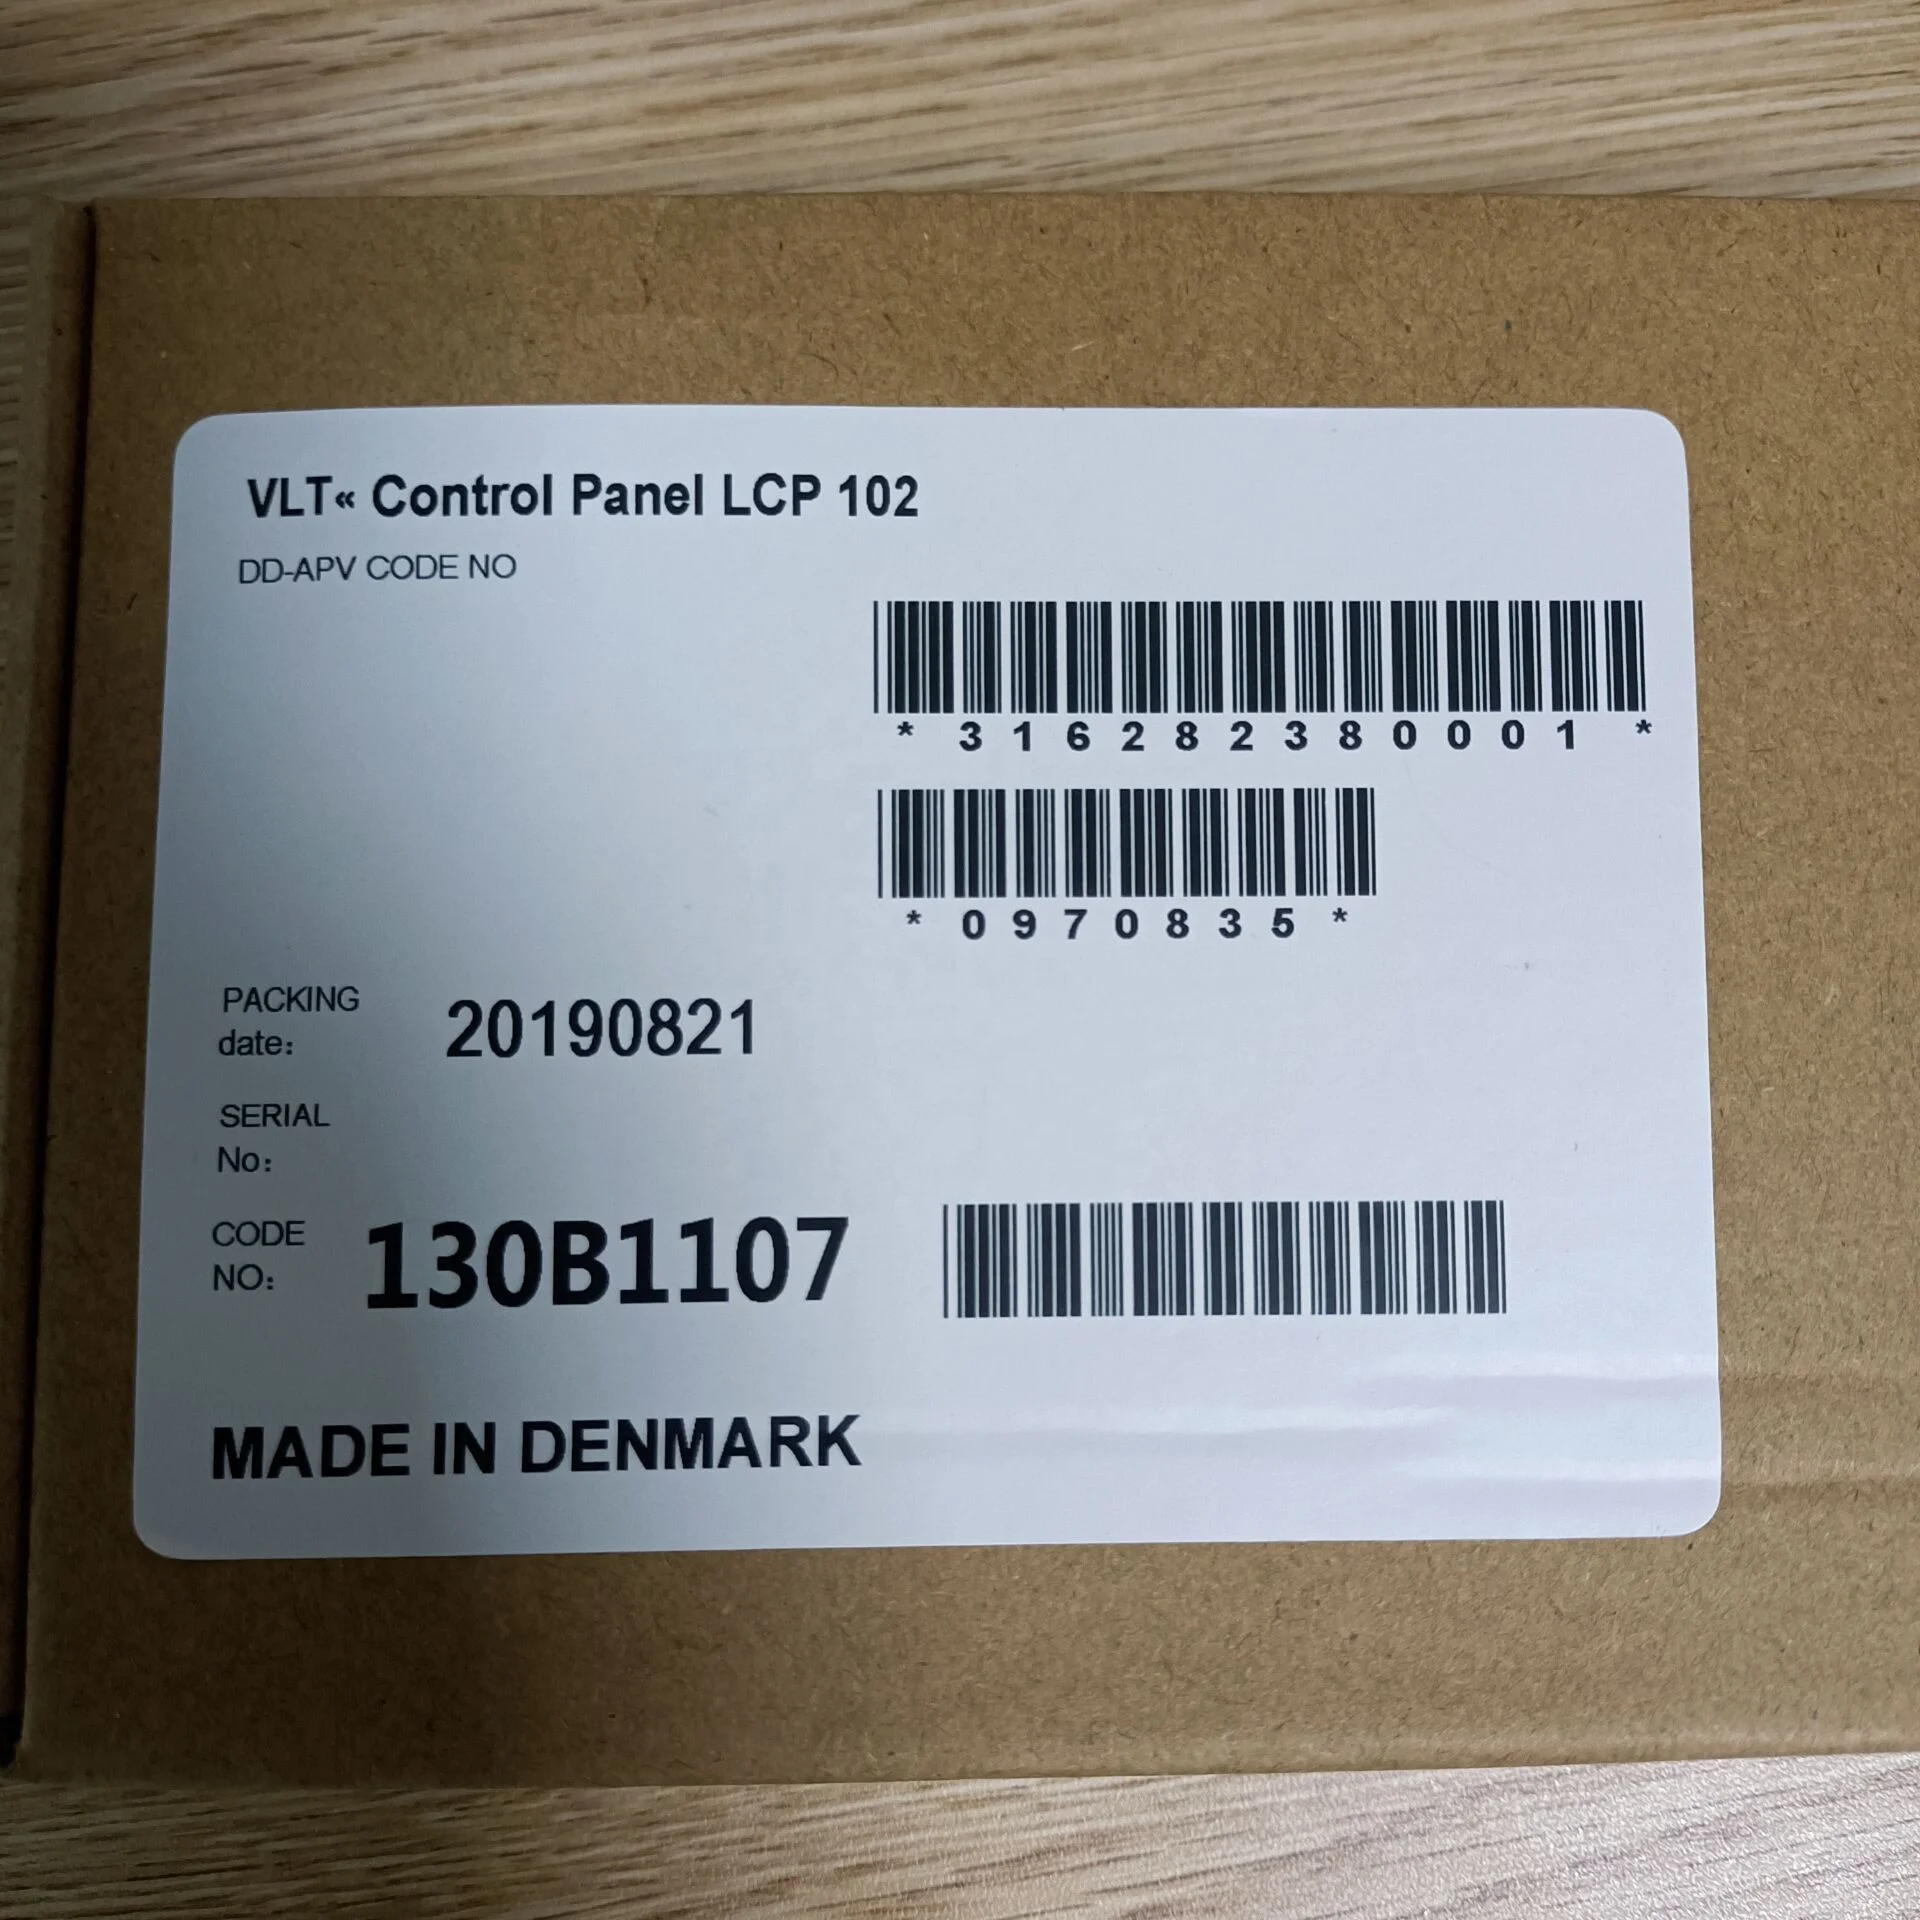 VLT« Control Panel LCP 102
DD-APV CODE NO
* 3 1 6 2 8 2 3 8 0 0 0 1 *
* 0 9 7 0 8 3 5 *
PACKING
date: 20190821
SERIAL
No:
CODE
NO: 130B1107
MADE IN DENMARK